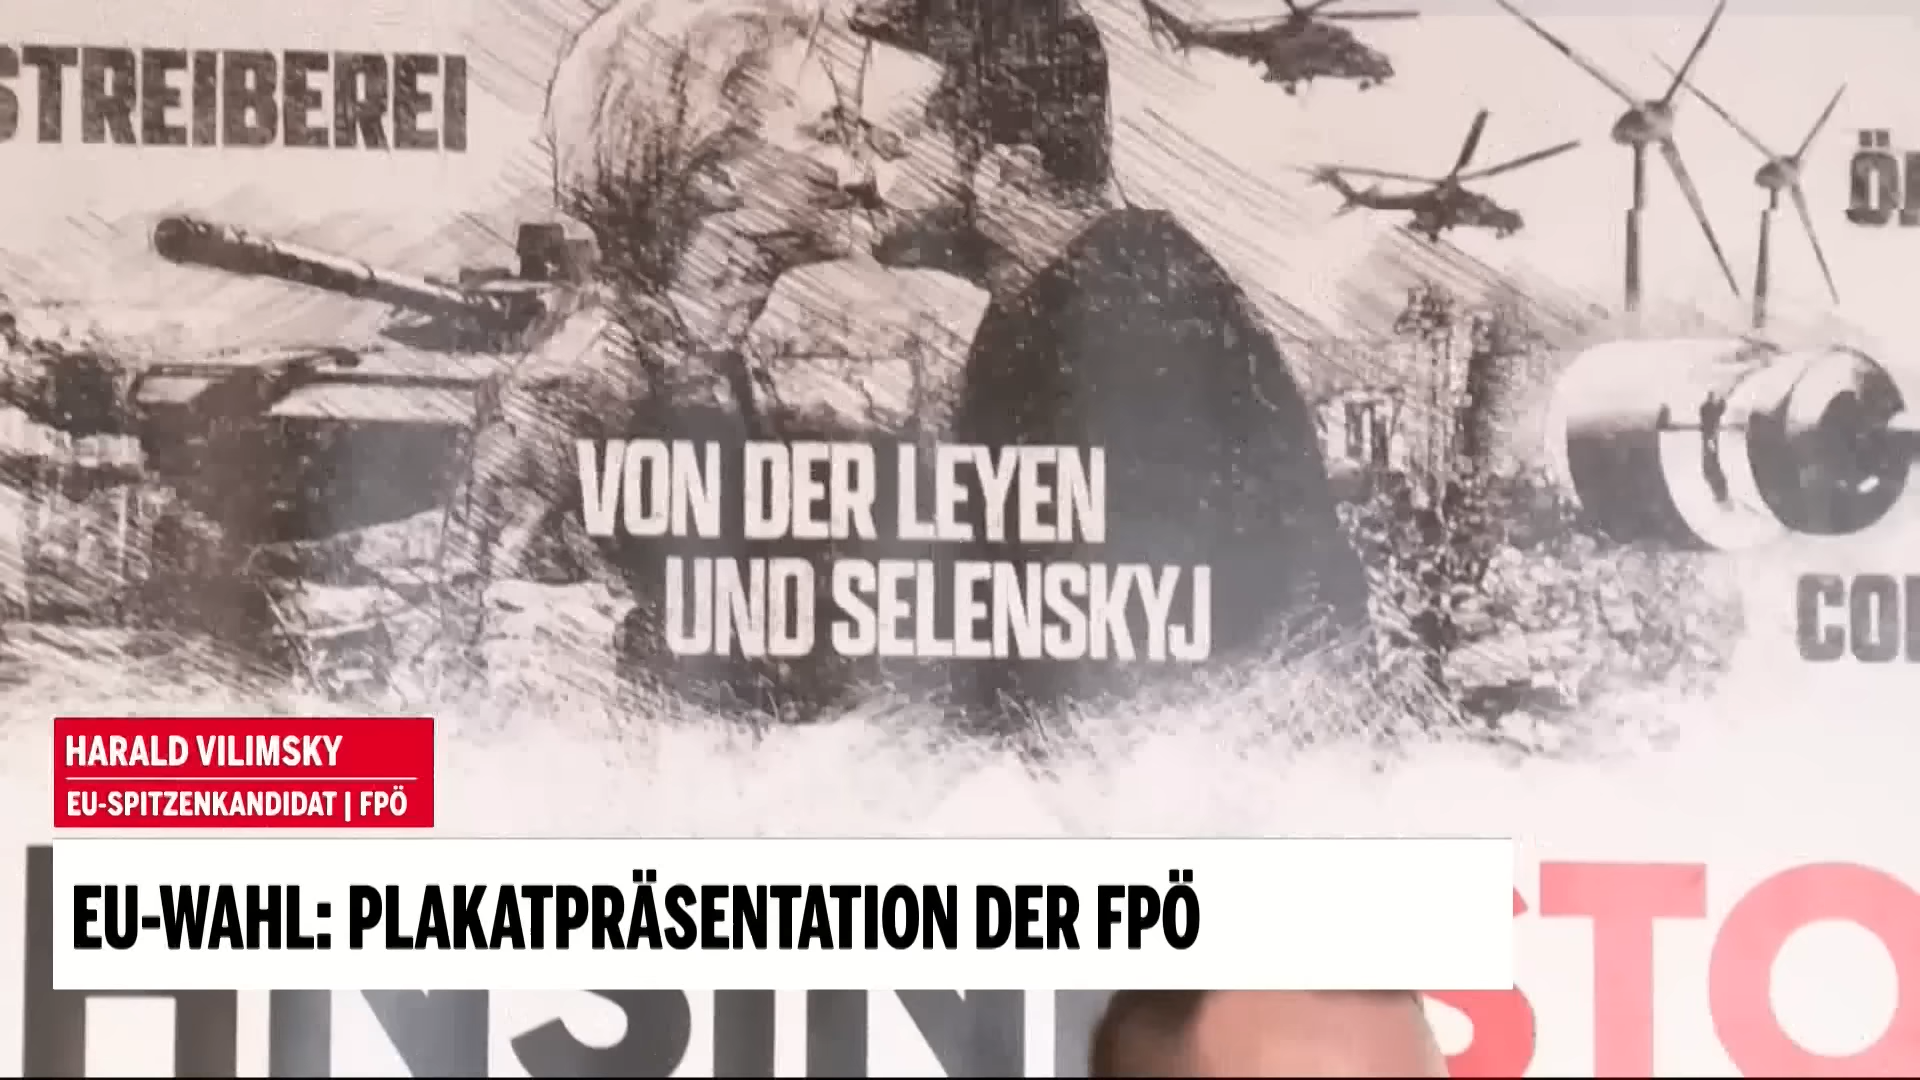 STREIBEREI
VON DER LEYEN
UND SELENSKYJ
HARALD VILIMSKY
EU-SPITZENKANDIDAT | FPÖ
EU-WAHL: PLAKATPRÄSENTATION DER FPÖ